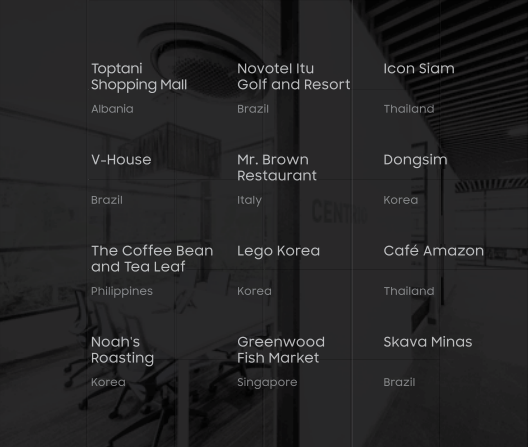 Toptani
Shopping Mall
Albania
Novotel Itu
Golf and Resort
Brazil
Icon Siam
Thailand
V-House
Brazil
Mr. Brown
Restaurant
Italy
Dongsim
Korea
The Coffee Bean
and Tea Leaf
Philippines
Lego Korea
Korea
Café Amazon
Thailand
Noah's
Roasting
Korea
Greenwood
Fish Market
Singapore
Skava Minas
Brazil